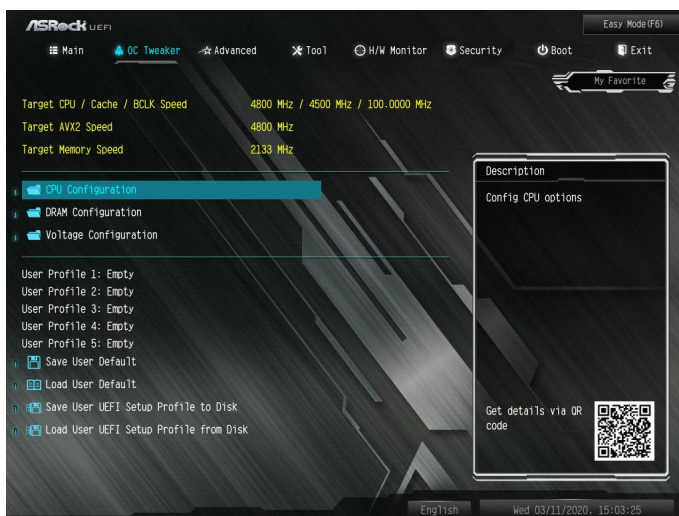 ASRock UEFI
Easy Mode(F6)
Main OC Tweaker Advanced Tool H/W Monitor Security Boot Exit
My Favorite
Target CPU / Cache / BCLK Speed 4800 MHz / 4500 MHz / 100.0000 MHz
Target AVX2 Speed 4800 MHz
Target Memory Speed 2133 MHz
CPU Configuration
DRAM Configuration
Voltage Configuration
User Profile 1: Empty
User Profile 2: Empty
User Profile 3: Empty
User Profile 4: Empty
User Profile 5: Empty
Save User Default
Load User Default
Save User UEFI Setup Profile to Disk
Load User UEFI Setup Profile from Disk
Description
Config CPU options
Get details via QR
code
English
Wed 03/11/2020. 15:03:25